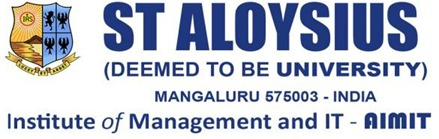 ST ALOYSIUS
(DEEMED TO BE UNIVERSITY)
MANGALURU 575003 - INDIA
Institute of Management and IT - AIMIT